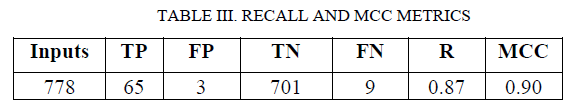 TABLE III. RECALL AND MCC METRICS
Inputs TP FP TN FN R MCC
778 65 3 701 9 0.87 0.90